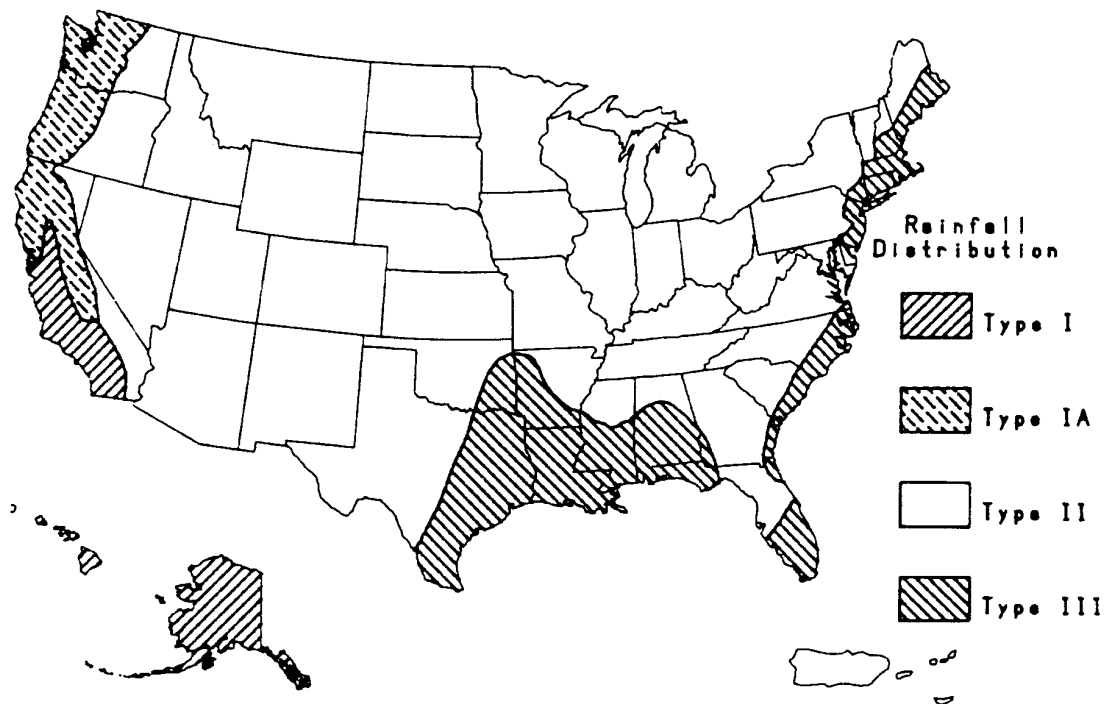 Rainfall
Distribution
Type I
Type IA
Type II
Type III